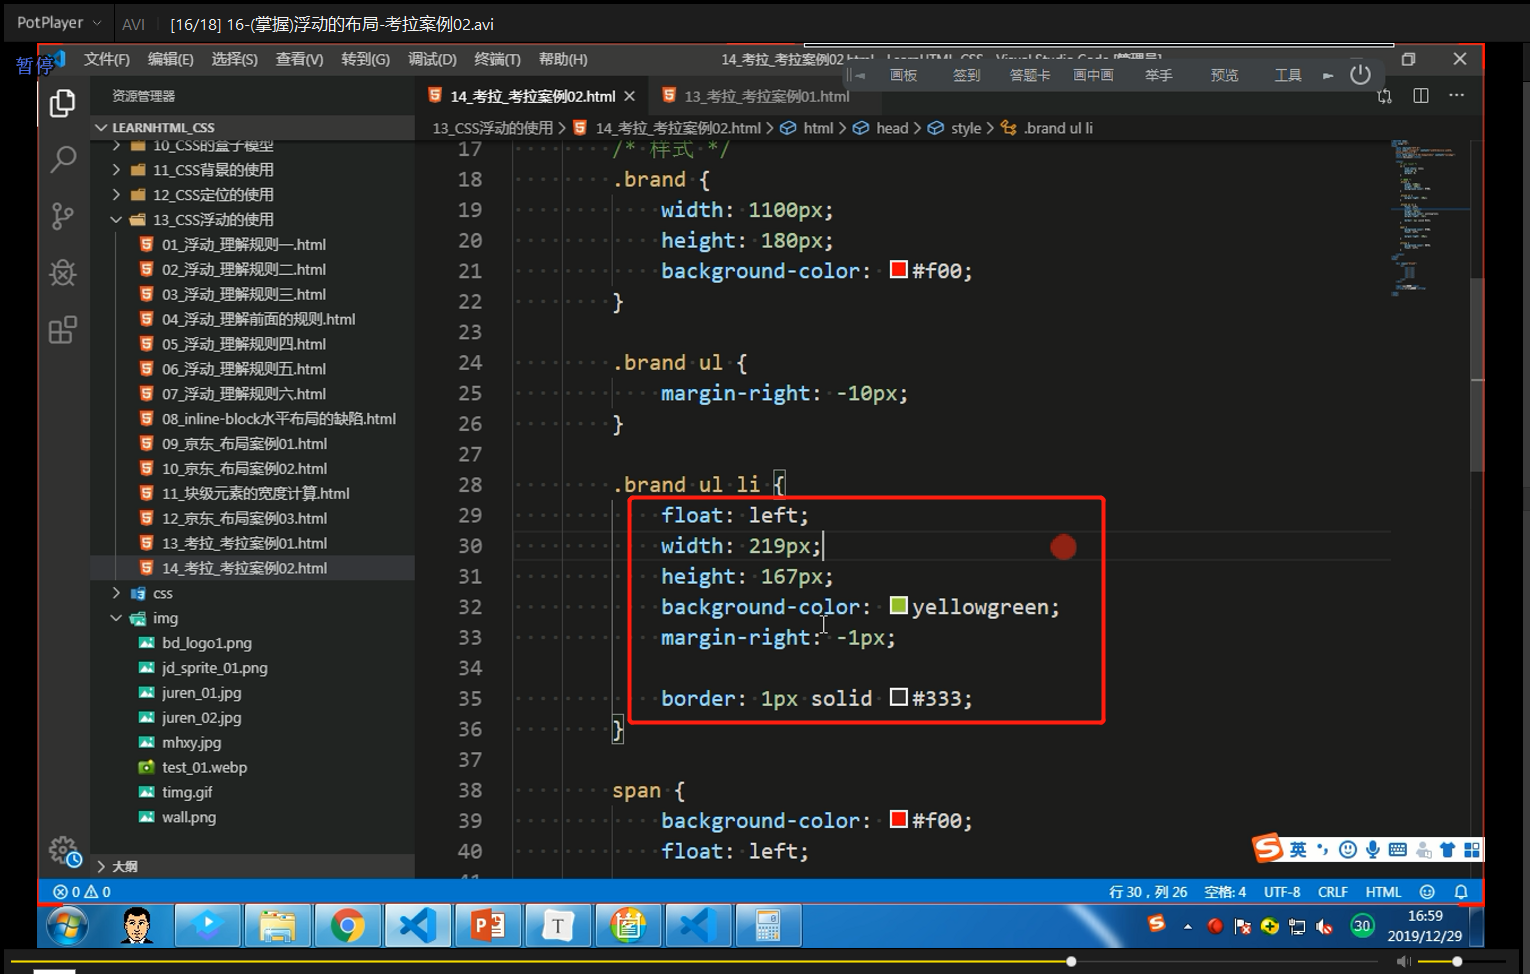 PotPlayer AVI [16/18] 16-(掌握)浮动的布局-考拉案例02.avi
暂停
文件(F) 编辑(E) 选择(S) 查看(V) 转到(G) 调试(D) 终端(T) 帮助(H)
画板 签到 答题卡 画中画 举手 预览 工具
资源管理器
14_考拉_考拉案例02.html
13_考拉_考拉案例01.html
LEARNHTML_CSS
13_CSS浮动的使用 > 14_考拉_考拉案例02.html > html > head > style > .brand ul li
10_CSS的盒子模型
11_CSS背景的使用
12_CSS定位的使用
13_CSS浮动的使用
01_浮动_理解规则一.html
02_浮动_理解规则二.html
03_浮动_理解规则三.html
04_浮动_理解前面的规则.html
05_浮动_理解规则四.html
06_浮动_理解规则五.html
07_浮动_理解规则六.html
08_inline-block水平布局的缺陷.html
09_京东_布局案例01.html
10_京东_布局案例02.html
11_块级元素的宽度计算.html
12_京东_布局案例03.html
13_考拉_考拉案例01.html
14_考拉_考拉案例02.html
css
img
bd_logo1.png
jd_sprite_01.png
juren_01.jpg
juren_02.jpg
mhxy.jpg
test_01.webp
timg.gif
wall.png
大纲
17 /* 样式 */
18 .brand {
19 width: 1100px;
20 height: 180px;
21 background-color: #f00;
22 }
23
24 .brand ul {
25 margin-right: -10px;
26 }
27
28 .brand ul li {
29 float: left;
30 width: 219px;
31 height: 167px;
32 background-color: yellowgreen;
33 margin-right: -1px;
34
35 border: 1px solid #333;
36 }
37
38 span {
39 background-color: #f00;
40 float: left;
英
0 0
行 30，列 26 空格: 4 UTF-8 CRLF HTML
30
16:59
2019/12/29